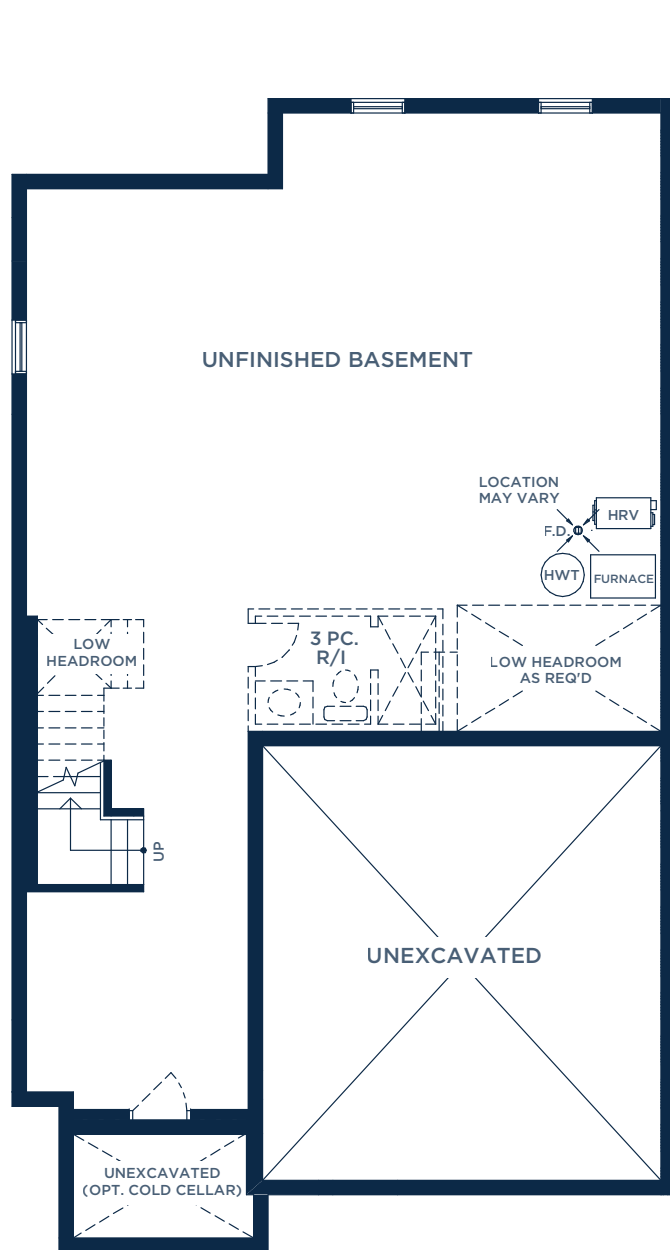 UNFINISHED BASEMENT
LOCATION
MAY VARY
HRV
F.D.
HWT
FURNACE
LOW
HEADROOM
3 PC.
R/I
LOW HEADROOM
AS REQ'D
UP
UNEXCAVATED
UNEXCAVATED
(OPT. COLD CELLAR)